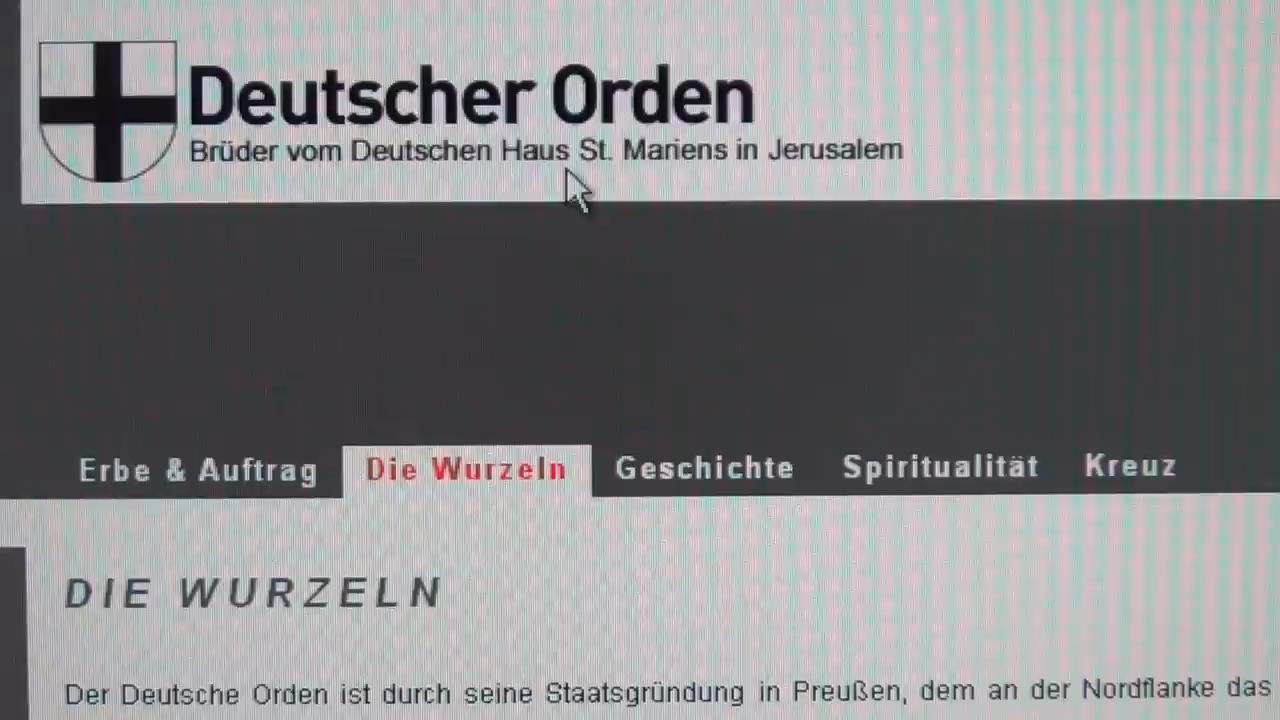 Deutscher Orden
Brüder vom Deutschen Haus St. Mariens in Jerusalem
Erbe & Auftrag Die Wurzeln Geschichte Spiritualität Kreuz
DIE WURZELN
Der Deutsche Orden ist durch seine Staatsgründung in Preußen, dem an der Nordflanke das